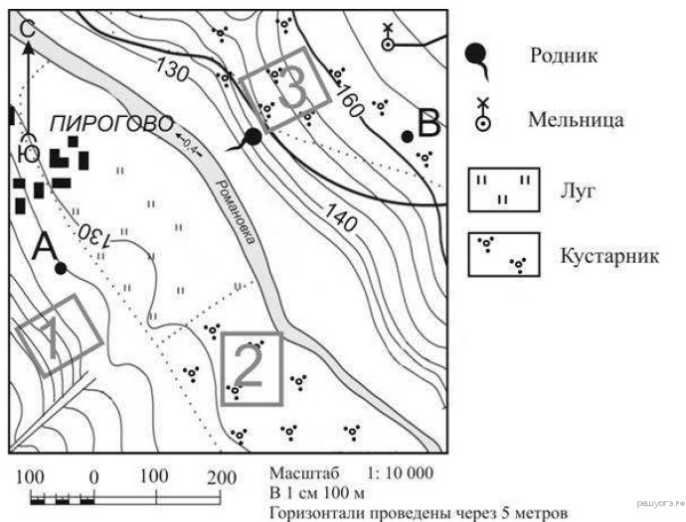 С
130
3
160
ПИРОГОВО
В
Ю
0,4
Романовка
140
130
А
1
2
Родник
Мельница
Луг
Кустарник
100 0 100 200
Масштаб 1: 10 000
В 1 см 100 м
Горизонтали проведены через 5 метров
решуогэ.рф